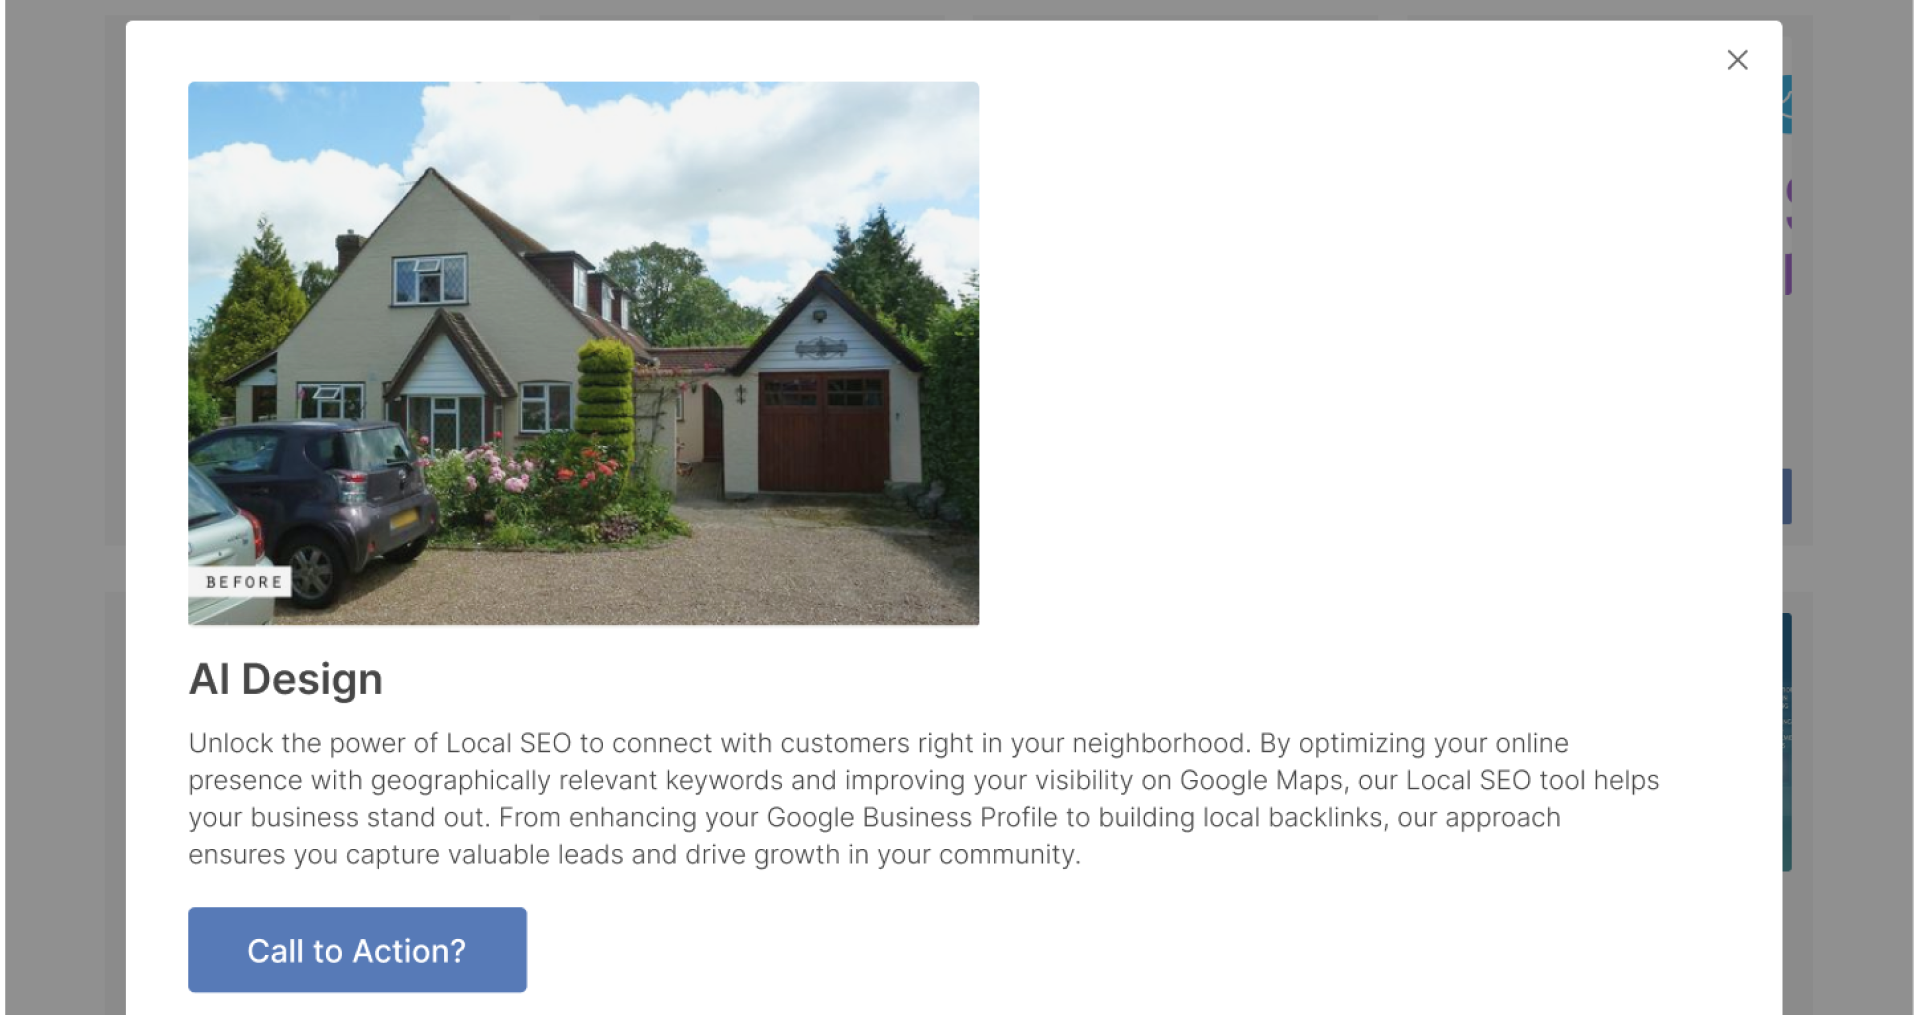 BEFORE
AI Design
Unlock the power of Local SEO to connect with customers right in your neighborhood. By optimizing your online
presence with geographically relevant keywords and improving your visibility on Google Maps, our Local SEO tool helps
your business stand out. From enhancing your Google Business Profile to building local backlinks, our approach
ensures you capture valuable leads and drive growth in your community.
Call to Action?